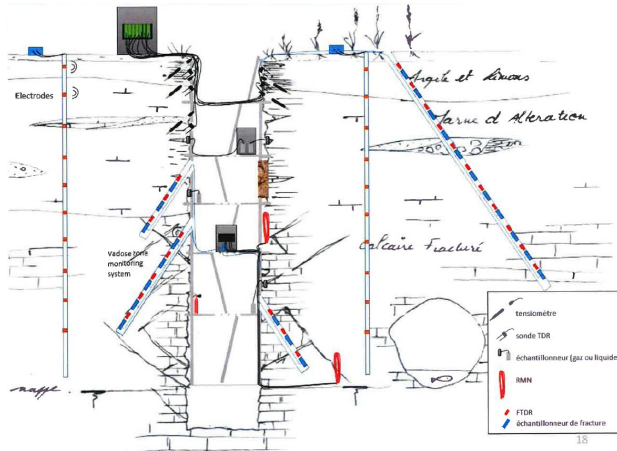 Argile et limons
Electrodes
Marne d'Altération
Calcaire Fracturé
Vadose zone
monitoring
system
tensiomètre
sonde TDR
échantillonneur (gaz ou liquide
RMN
nappe
FTDR
échantillonneur de fracture
18